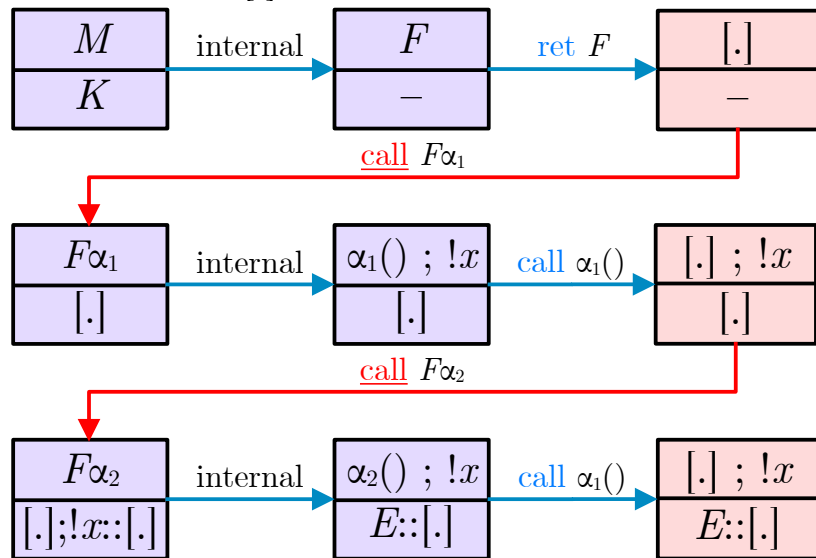 M internal F ret F [.]
K – –
call Fα₁
Fα₁ internal α₁() ; !x call α₁() [.] ; !x
[.] [.] [.]
call Fα₂
Fα₂ internal α₂() ; !x call α₁() [.] ; !x
[.];!x::[.] E::[.] E::[.]